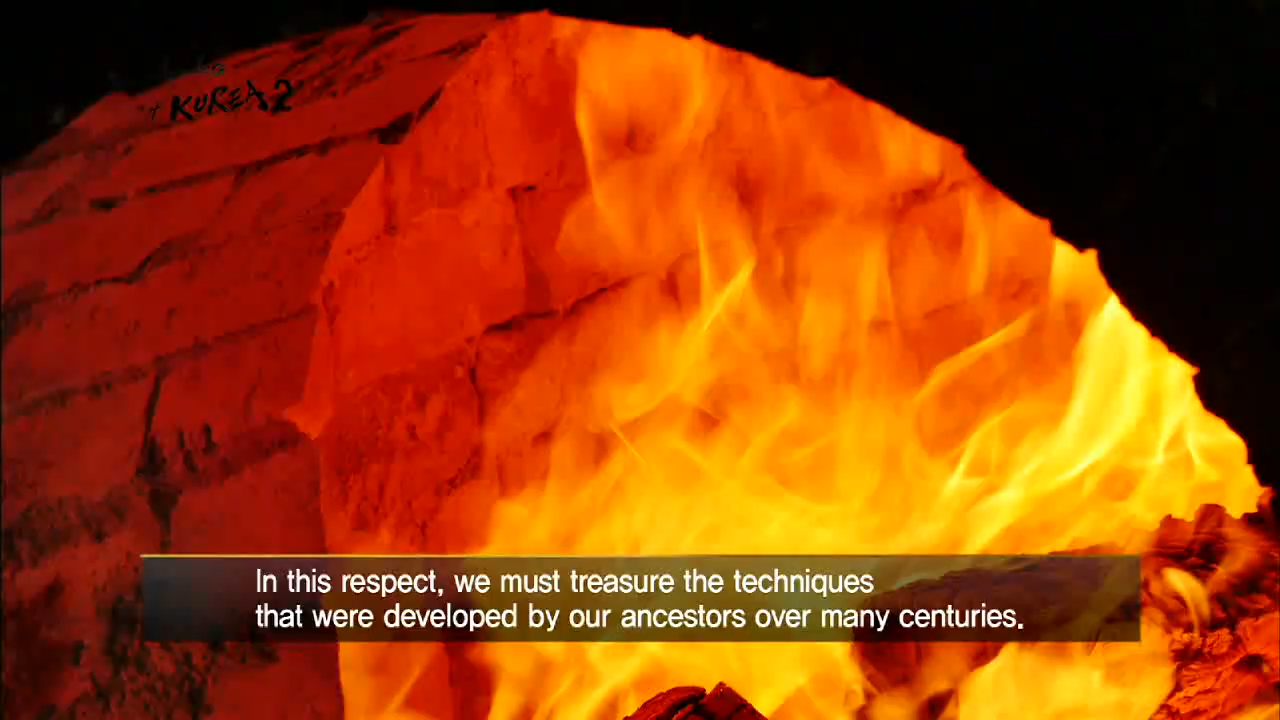 KOREA 2
In this respect, we must treasure the techniques
that were developed by our ancestors over many centuries.